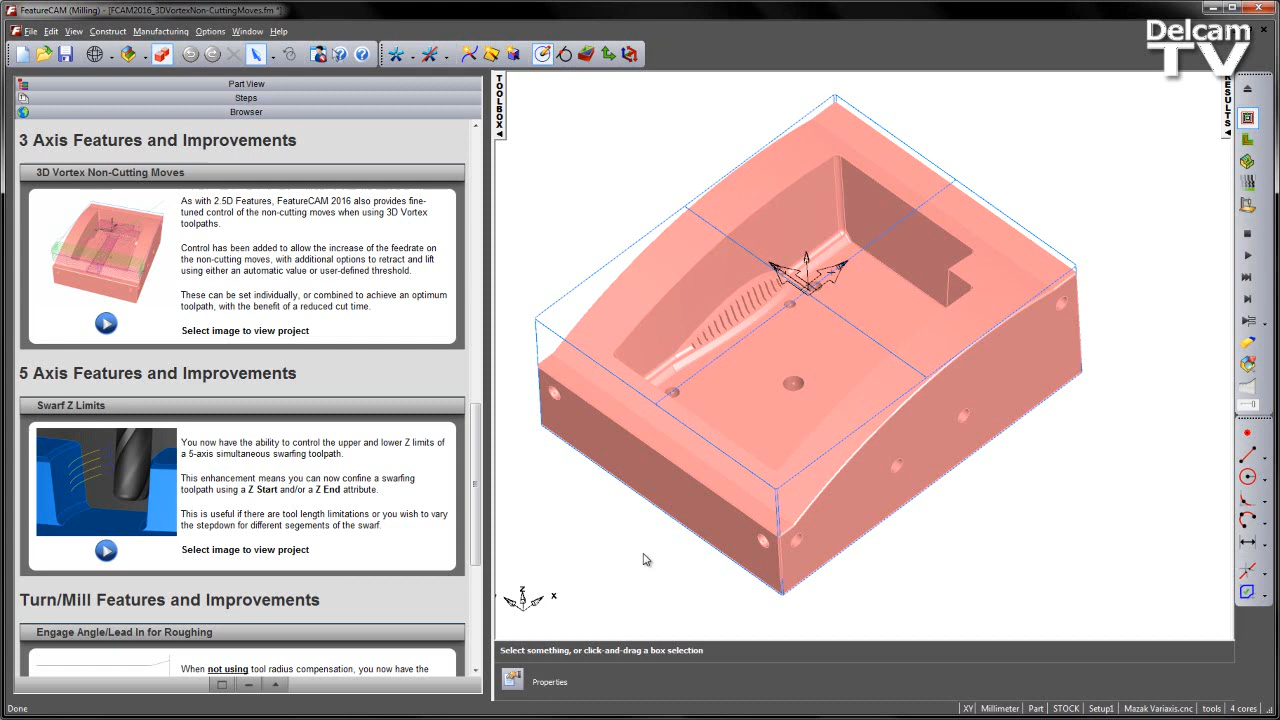 FeatureCAM (Milling) - [FCAM2016_3DVortexNon-CuttingMoves.fm *]
File Edit View Construct Manufacturing Options Window Help
Delcam
TV
Part View
Steps
Browser
TOOLBOX
RESULTS
3 Axis Features and Improvements
3D Vortex Non-Cutting Moves
As with 2.5D Features, FeatureCAM 2016 also provides fine-
tuned control of the non-cutting moves when using 3D Vortex
toolpaths.
Control has been added to allow the increase of the feedrate on
the non-cutting moves, with additional options to retract and lift
using either an automatic value or user-defined threshold.
These can be set individually, or combined to achieve an optimum
toolpath, with the benefit of a reduced cut time.
Select image to view project
5 Axis Features and Improvements
Swarf Z Limits
You now have the ability to control the upper and lower Z limits of
a 5-axis simultaneous swarfing toolpath.
This enhancement means you can now confine a swarfing
toolpath using a Z Start and/or a Z End attribute.
This is useful if there are tool length limitations or you wish to vary
the stepdown for different segements of the swarf.
Select image to view project
Turn/Mill Features and Improvements
Engage Angle/Lead In for Roughing
When not using tool radius compensation, you now have the
Z
X
Select something, or click-and-drag a box selection
Properties
Done
XY Millimeter Part STOCK Setup1 Mazak Variaxis.cnc tools 4 cores